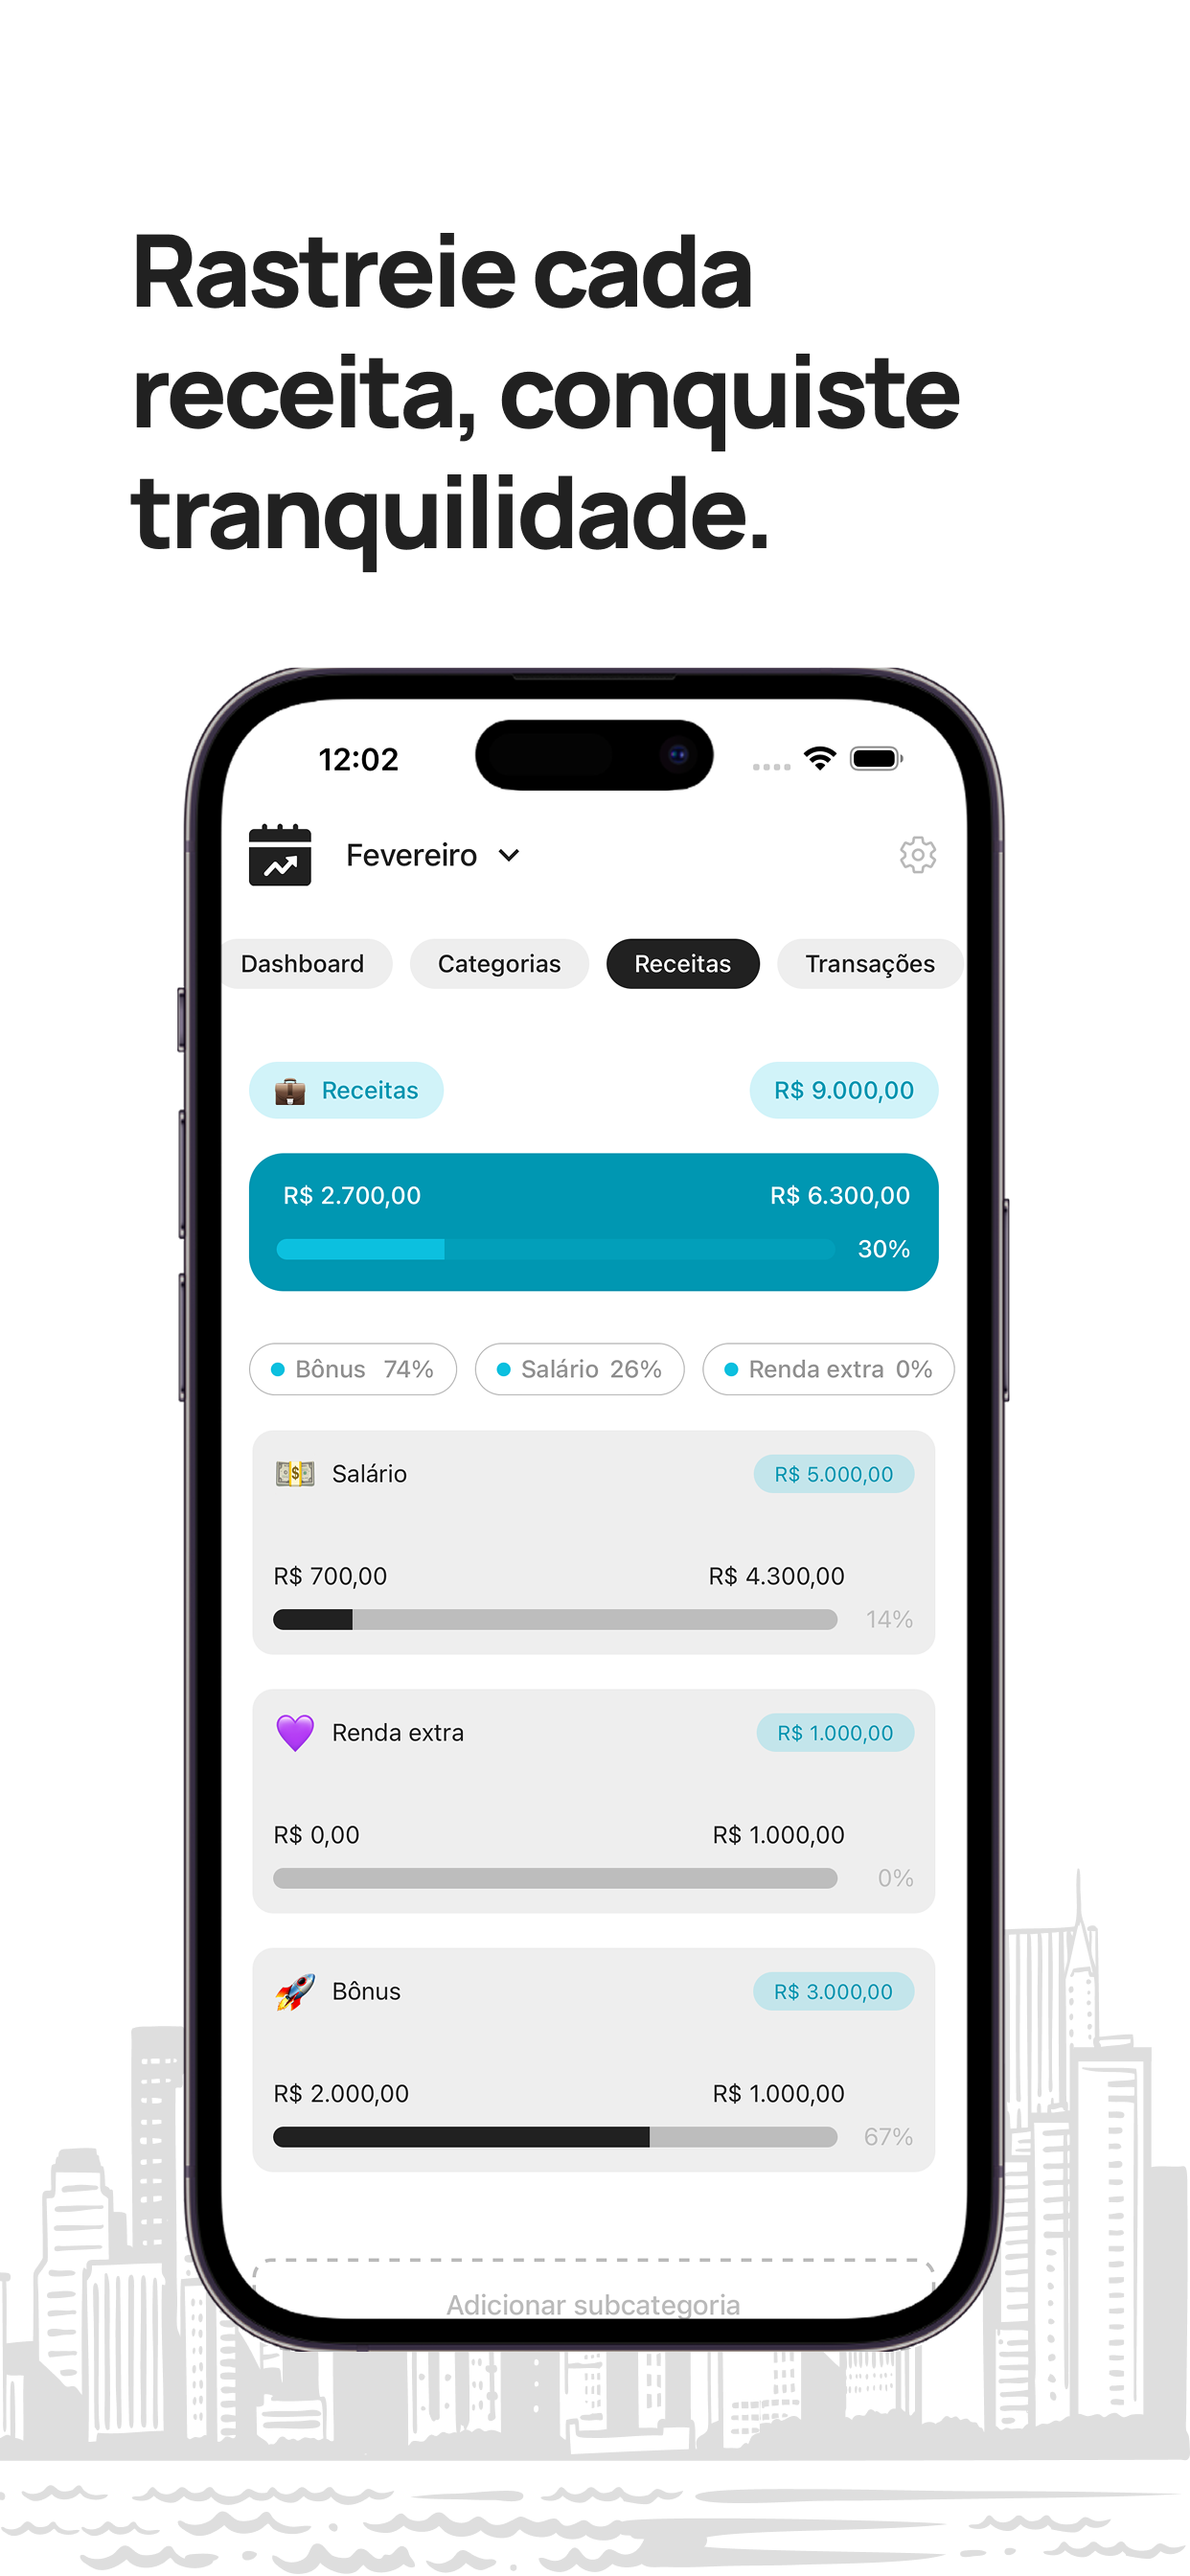 Rastreie cada
receita, conquiste
tranquilidade.
12:02
Fevereiro
Dashboard Categorias Receitas Transações
Receitas R$ 9.000,00
R$ 2.700,00 R$ 6.300,00
30%
Bônus 74% Salário 26% Renda extra 0%
Salário R$ 5.000,00
R$ 700,00 R$ 4.300,00
14%
Renda extra R$ 1.000,00
R$ 0,00 R$ 1.000,00
0%
Bônus R$ 3.000,00
R$ 2.000,00 R$ 1.000,00
67%
Adicionar subcategoria